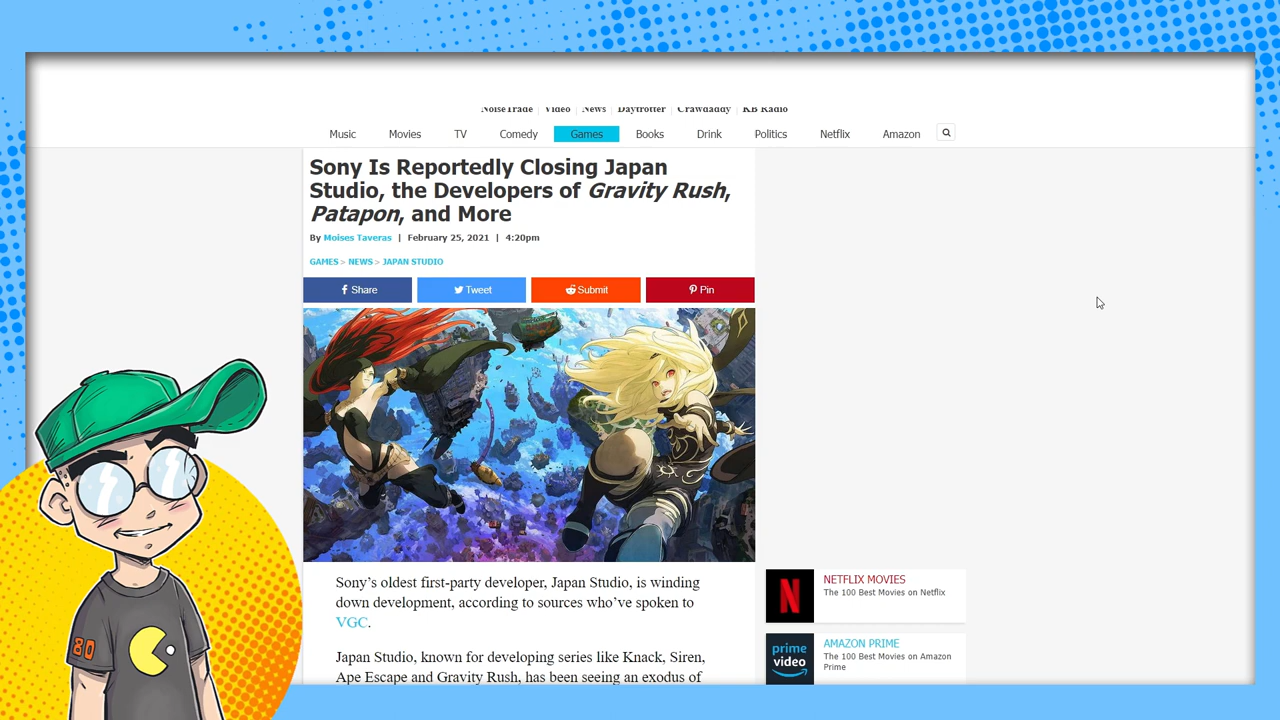 NoiseTrade | Video | News | Daytrotter | Crawdaddy | KB Radio
Music Movies TV Comedy Games Books Drink Politics Netflix Amazon
Sony Is Reportedly Closing Japan
Studio, the Developers of Gravity Rush,
Patapon, and More
By Moises Taveras | February 25, 2021 | 4:20pm
GAMES > NEWS > JAPAN STUDIO
Share Tweet Submit Pin
Sony's oldest first-party developer, Japan Studio, is winding
down development, according to sources who've spoken to
VGC.
Japan Studio, known for developing series like Knack, Siren,
Ape Escape and Gravity Rush, has been seeing an exodus of
N
NETFLIX MOVIES
The 100 Best Movies on Netflix
prime
video
AMAZON PRIME
The 100 Best Movies on Amazon
Prime
80